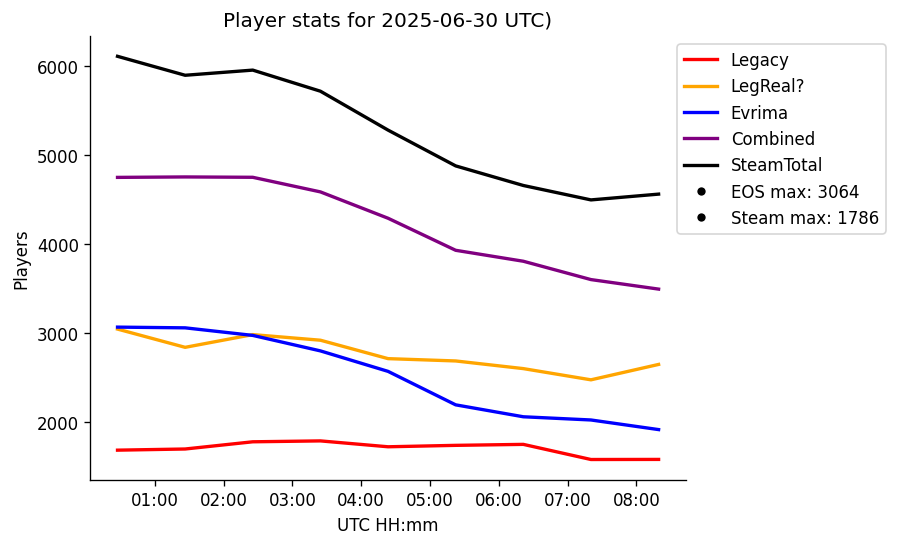 Player stats for 2025-06-30 UTC)
6000
5000
4000
3000
2000
Players
01:00 02:00 03:00 04:00 05:00 06:00 07:00 08:00
UTC HH:mm
Legacy
LegReal?
Evrima
Combined
SteamTotal
EOS max: 3064
Steam max: 1786